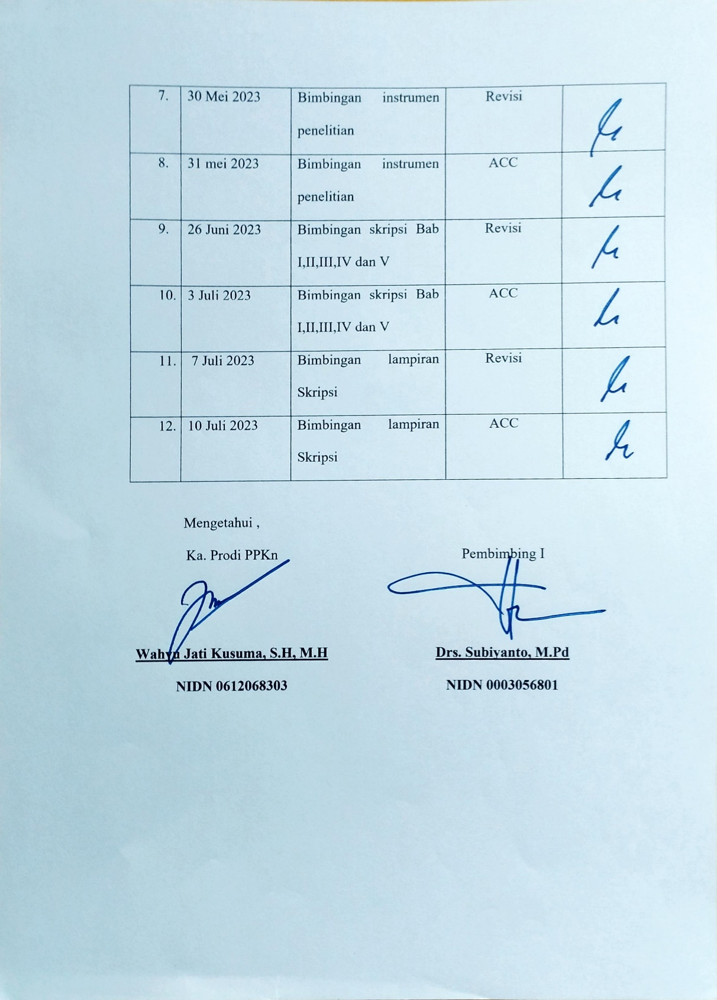 7. 30 Mei 2023 Bimbingan instrumen Revisi
penelitian
8. 31 mei 2023 Bimbingan instrumen ACC
penelitian
9. 26 Juni 2023 Bimbingan skripsi Bab Revisi
I,II,III,IV dan V
10. 3 Juli 2023 Bimbingan skripsi Bab ACC
I,II,III,IV dan V
11. 7 Juli 2023 Bimbingan lampiran Revisi
Skripsi
12. 10 Juli 2023 Bimbingan lampiran ACC
Skripsi
Mengetahui ,
Ka. Prodi PPKn Pembimbing I
Wahyu Jati Kusuma, S.H, M.H Drs. Subiyanto, M.Pd
NIDN 0612068303 NIDN 0003056801